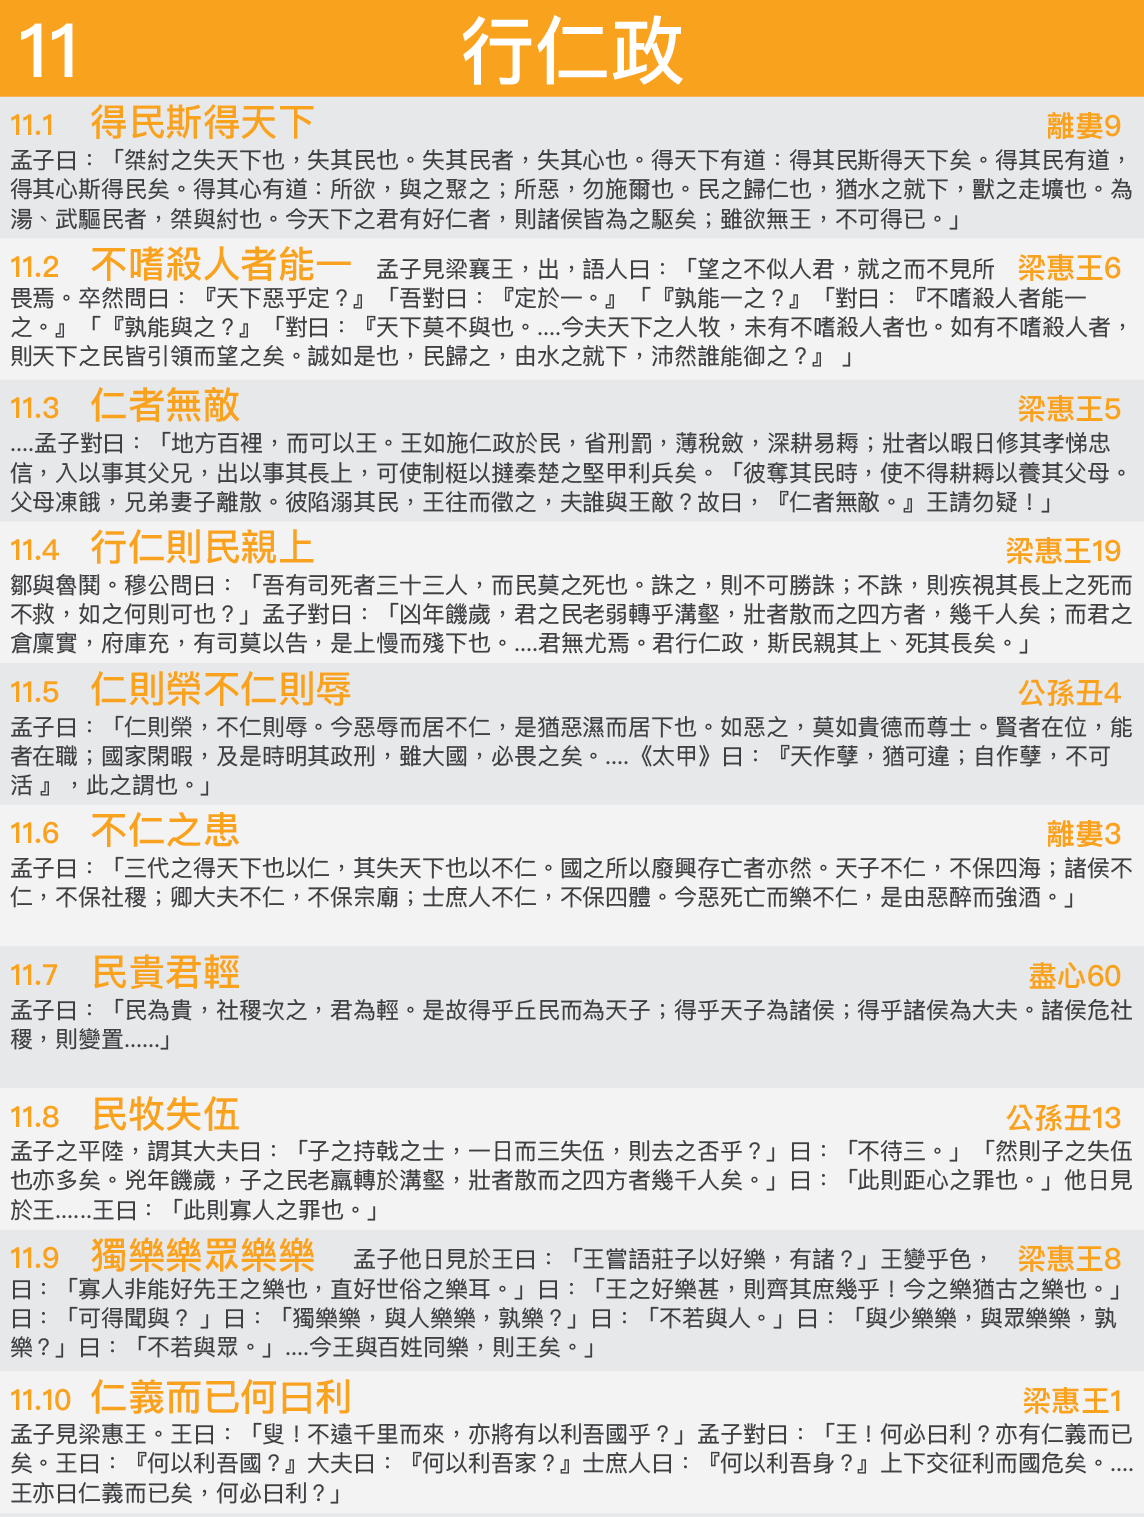 11 行仁政
11.1 得民斯得天下 離婁9
孟子曰：「桀紂之失天下也，失其民也。失其民者，失其心也。得天下有道：得其民斯得天下矣。得其民有道，
得其心斯得民矣。得其心有道：所欲，與之聚之；所惡，勿施爾也。民之歸仁也，猶水之就下，獸之走壙也。為
湯、武驅民者，桀與紂也。今天下之君有好仁者，則諸侯皆為之驅矣；雖欲無王，不可得已。」
11.2 不嗜殺人者能一 孟子見梁襄王，出，語人曰：「望之不似人君，就之而不見所 梁惠王6
畏焉。卒然問曰：『天下惡乎定？』「吾對曰：『定於一。』「『孰能一之？』「對曰：『不嗜殺人者能一
之。』「『孰能與之？』「對曰：『天下莫不與也。....今夫天下之人牧，未有不嗜殺人者也。如有不嗜殺人者，
則天下之民皆引領而望之矣。誠如是也，民歸之，由水之就下，沛然誰能御之？』」
11.3 仁者無敵 梁惠王5
....孟子對曰：「地方百裡，而可以王。王如施仁政於民，省刑罰，薄稅斂，深耕易耨；壯者以暇日修其孝悌忠
信，入以事其父兄，出以事其長上，可使制梃以撻秦楚之堅甲利兵矣。「彼奪其民時，使不得耕耨以養其父母。
父母凍餓，兄弟妻子離散。彼陷溺其民，王往而徵之，夫誰與王敵？故曰，『仁者無敵。』王請勿疑！」
11.4 行仁則民親上 梁惠王19
鄒與魯鬨。穆公問曰：「吾有司死者三十三人，而民莫之死也。誅之，則不可勝誅；不誅，則疾視其長上之死而
不救，如之何則可也？」孟子對曰：「凶年饑歲，君之民老弱轉乎溝壑，壯者散而之四方者，幾千人矣；而君之
倉廩實，府庫充，有司莫以告，是上慢而殘下也。....君無尤焉。君行仁政，斯民親其上、死其長矣。」
11.5 仁則榮不仁則辱 公孫丑4
孟子曰：「仁則榮，不仁則辱。今惡辱而居不仁，是猶惡濕而居下也。如惡之，莫如貴德而尊士。賢者在位，能
者在職；國家閑暇，及是時明其政刑，雖大國，必畏之矣。....《太甲》曰：『天作孽，猶可違；自作孽，不可
活 』，此之謂也。」
11.6 不仁之患 離婁3
孟子曰：「三代之得天下也以仁，其失天下也以不仁。國之所以廢興存亡者亦然。天子不仁，不保四海；諸侯不
仁，不保社稷；卿大夫不仁，不保宗廟；士庶人不仁，不保四體。今惡死亡而樂不仁，是由惡醉而強酒。」
11.7 民貴君輕 盡心60
孟子曰：「民為貴，社稷次之，君為輕。是故得乎丘民而為天子；得乎天子為諸侯；得乎諸侯為大夫。諸侯危社
稷，則變置......」
11.8 民牧失伍 公孫丑13
孟子之平陸，謂其大夫曰：「子之持戟之士，一日而三失伍，則去之否乎？」曰：「不待三。」「然則子之失伍
也亦多矣。兇年饑歲，子之民老羸轉於溝壑，壯者散而之四方者幾千人矣。」曰：「此則距心之罪也。」他日見
於王......王曰：「此則寡人之罪也。」
11.9 獨樂樂眾樂樂 孟子他日見於王曰：「王嘗語莊子以好樂，有諸？」王變乎色， 梁惠王8
曰：「寡人非能好先王之樂也，直好世俗之樂耳。」曰：「王之好樂甚，則齊其庶幾乎！今之樂猶古之樂也。」
曰：「可得聞與？ 」曰：「獨樂樂，與人樂樂，孰樂？」曰：「不若與人。」曰：「與少樂樂，與眾樂樂，孰
樂？」曰：「不若與眾。」....今王與百姓同樂，則王矣。」
11.10 仁義而已何曰利 梁惠王1
孟子見梁惠王。王曰：「叟！不遠千里而來，亦將有以利吾國乎？」孟子對曰：「王！何必曰利？亦有仁義而已
矣。王曰：『何以利吾國？』大夫曰：『何以利吾家？』士庶人曰：『何以利吾身？』上下交征利而國危矣。....
王亦曰仁義而已矣，何必曰利？」